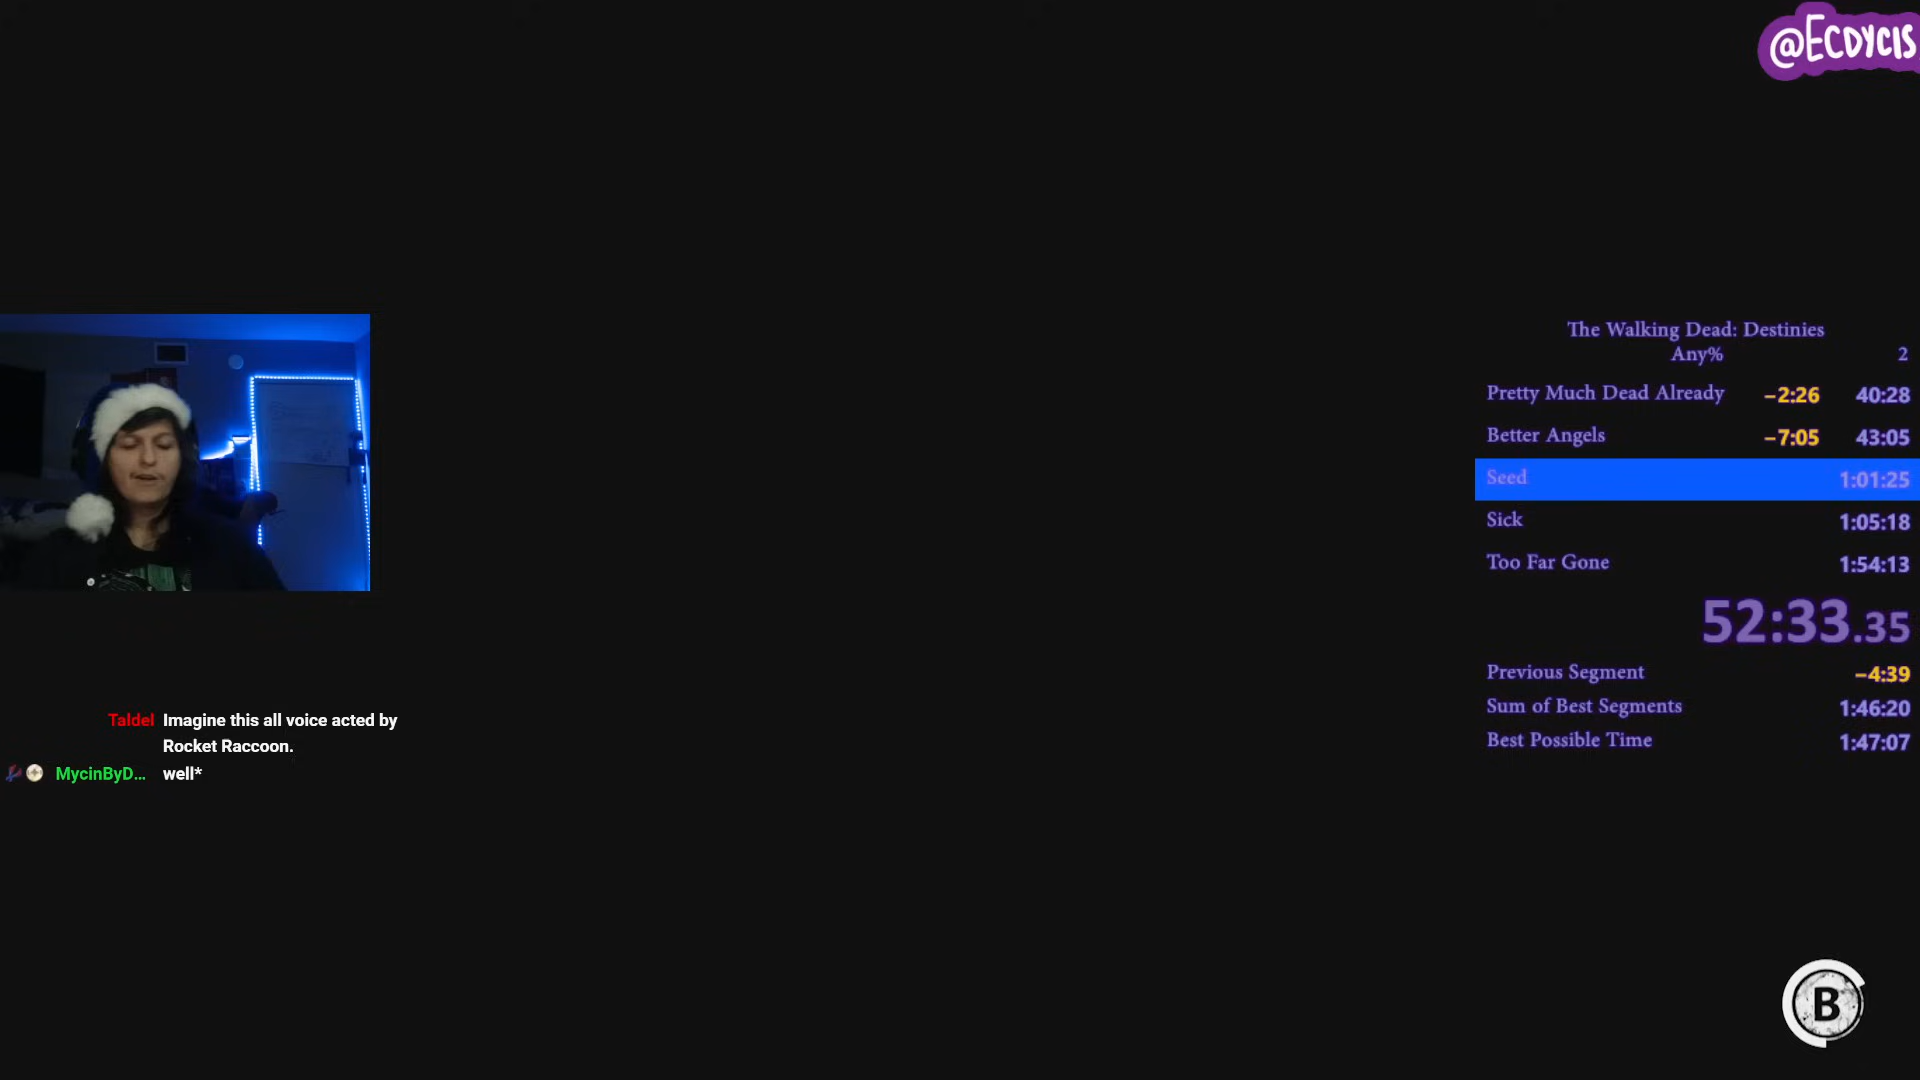 @ECDYCIS
The Walking Dead: Destinies
Any% 2
Pretty Much Dead Already −2:26 40:28
Better Angels −7:05 43:05
Seed 1:01:25
Sick 1:05:18
Too Far Gone 1:54:13
52:33.35
Previous Segment −4:39
Sum of Best Segments 1:46:20
Best Possible Time 1:47:07
Taldel Imagine this all voice acted by
Rocket Raccoon.
MycinByD... well*
B